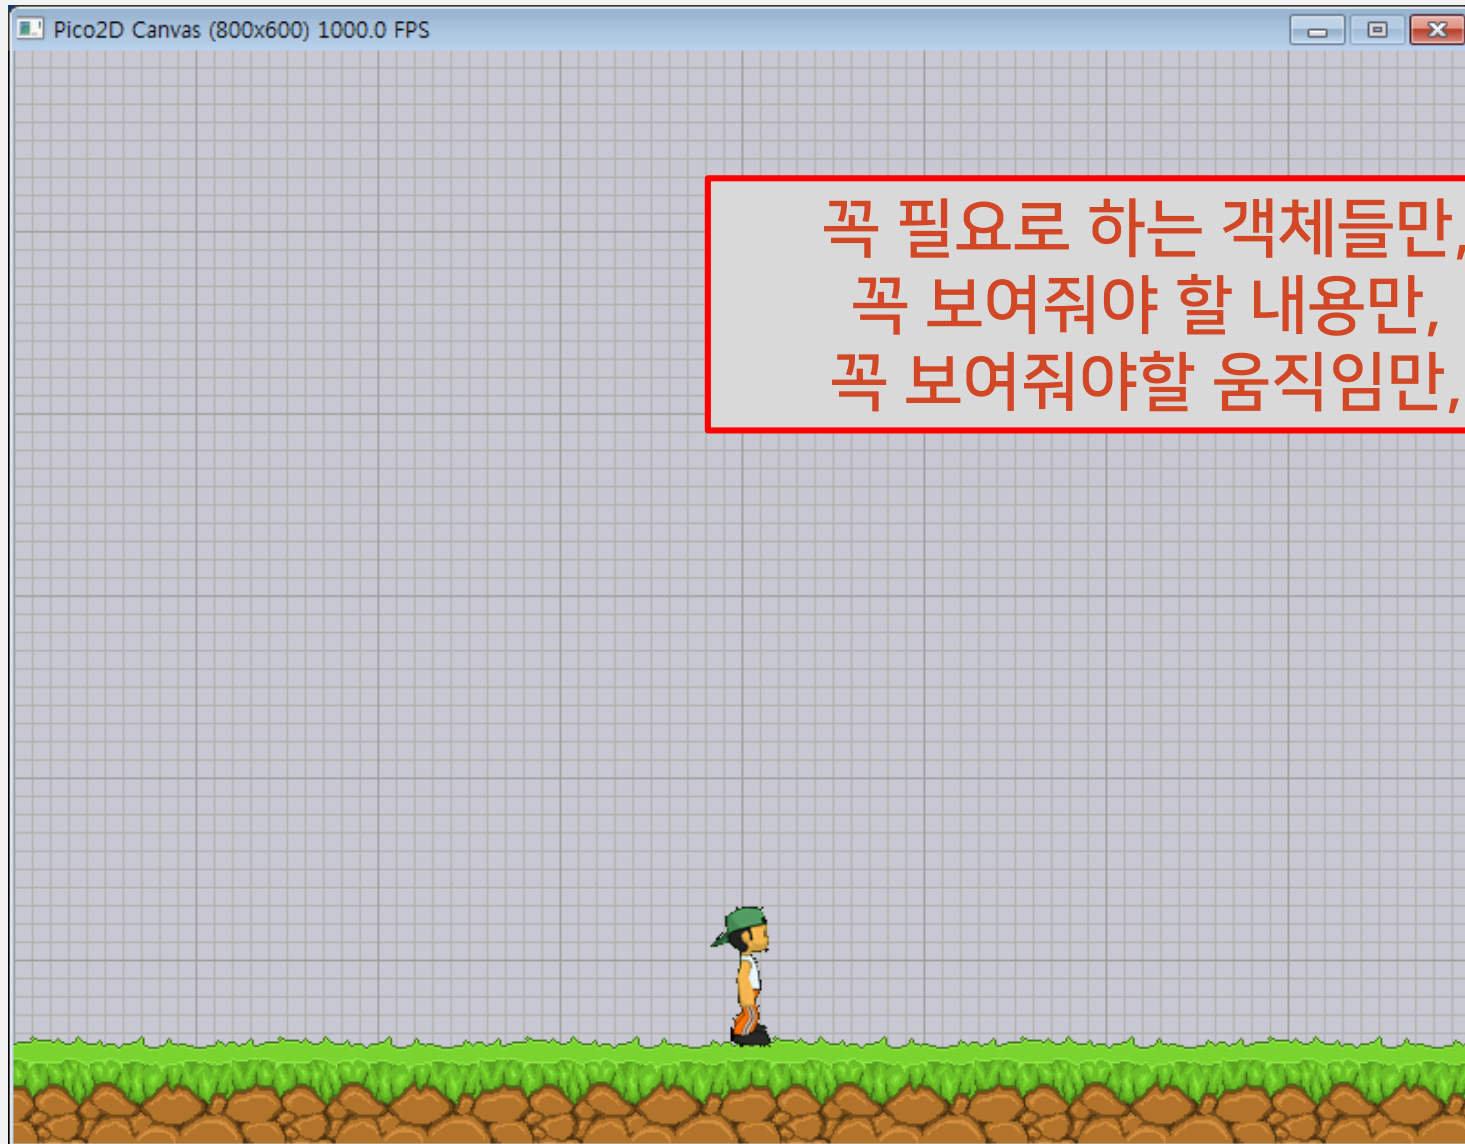 Pico2D Canvas (800x600) 1000.0 FPS
꼭 필요로 하는 객체들만,
꼭 보여줘야 할 내용만,
꼭 보여줘야할 움직임만,